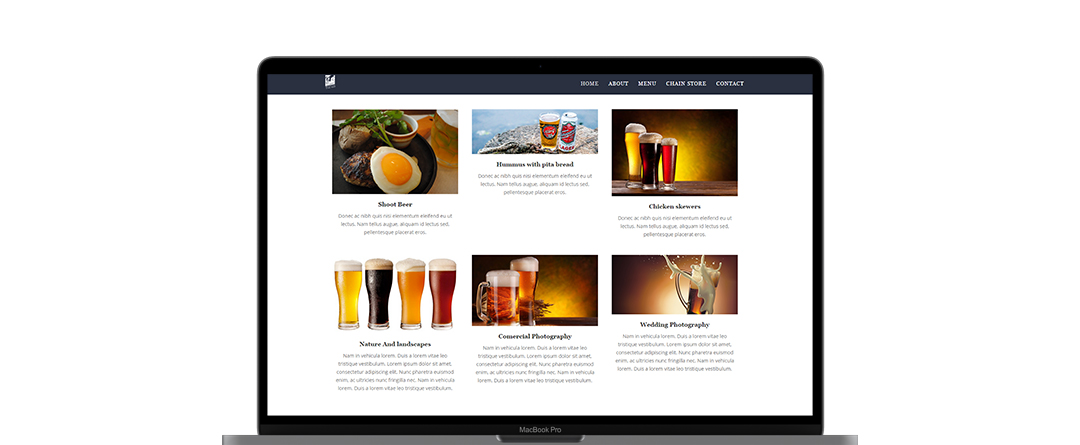 HOME ABOUT MENU CHAIN STORE CONTACT
Shoot Beer
Donec ac nibh quis nisi elementum eleifend eu ut
lectus. Nam tellus augue, aliquam id lectus sed,
pellentesque placerat eros.
Hummus with pita bread
Donec ac nibh quis nisi elementum eleifend eu ut
lectus. Nam tellus augue, aliquam id lectus sed,
pellentesque placerat eros.
Chicken skewers
Donec ac nibh quis nisi elementum eleifend eu ut
lectus. Nam tellus augue, aliquam id lectus sed,
pellentesque placerat eros.
Nature And landscapes
Nam in vehicula lorem. Duis a lorem vitae leo
tristique vestibulum. Lorem ipsum dolor sit amet,
consectetur adipiscing elit. Nunc pharetra euismod
enim, ac ultricies nunc fringilla nec. Nam in vehicula
lorem. Duis a lorem vitae leo tristique vestibulum.
Comercial Photography
Nam in vehicula lorem. Duis a lorem vitae leo
tristique vestibulum. Lorem ipsum dolor sit amet,
consectetur adipiscing elit. Nunc pharetra euismod
enim, ac ultricies nunc fringilla nec. Nam in vehicula
lorem. Duis a lorem vitae leo tristique vestibulum.
Wedding Photography
Nam in vehicula lorem. Duis a lorem vitae leo
tristique vestibulum. Lorem ipsum dolor sit amet,
consectetur adipiscing elit. Nunc pharetra euismod
enim, ac ultricies nunc fringilla nec. Nam in vehicula
MacBook Pro